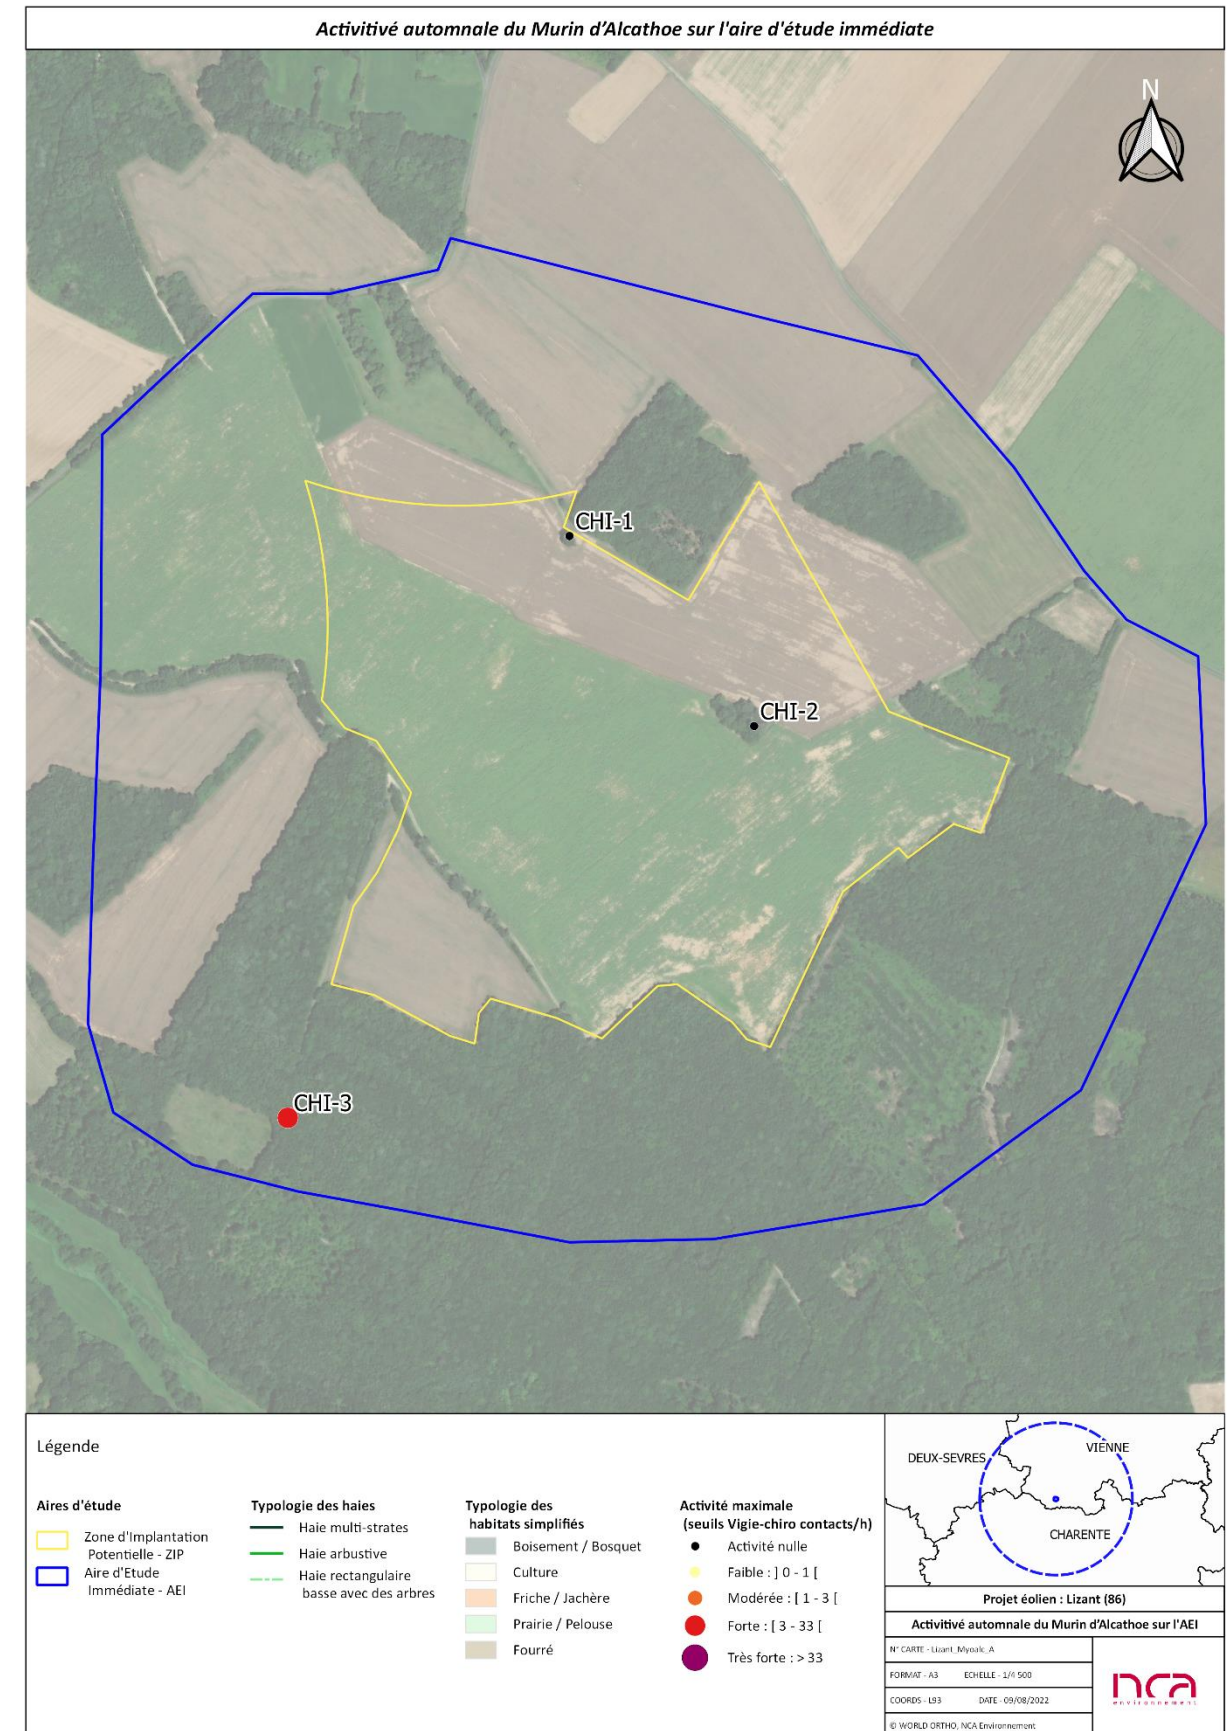 Activitivé automnale du Murin d'Alcathoe sur l'aire d'étude immédiate
N
CHI-1
CHI-2
CHI-3
Légende
Aires d'étude
Zone d'Implantation
Potentielle - ZIP
Aire d'Etude
Immédiate - AEI
Typologie des haies
Haie multi-strates
Haie arbustive
Haie rectangulaire
basse avec des arbres
Typologie des
habitats simplifiés
Boisement / Bosquet
Culture
Friche / Jachère
Prairie / Pelouse
Fourré
Activité maximale
(seuils Vigie-chiro contacts/h)
Activité nulle
Faible : ] 0 - 1 [
Modérée : [ 1 - 3 [
Forte : [ 3 - 33 [
Très forte : > 33
DEUX-SEVRES
VIENNE
CHARENTE
Projet éolien : Lizant (86)
Activitivé automnale du Murin d'Alcathoe sur l'AEI
N° CARTE - Lizant_Myoalc_A
FORMAT - A3 ECHELLE - 1/4 500
COORDS - L93 DATE - 09/08/2022
© WORLD ORTHO, NCA Environnement
nca
environnement